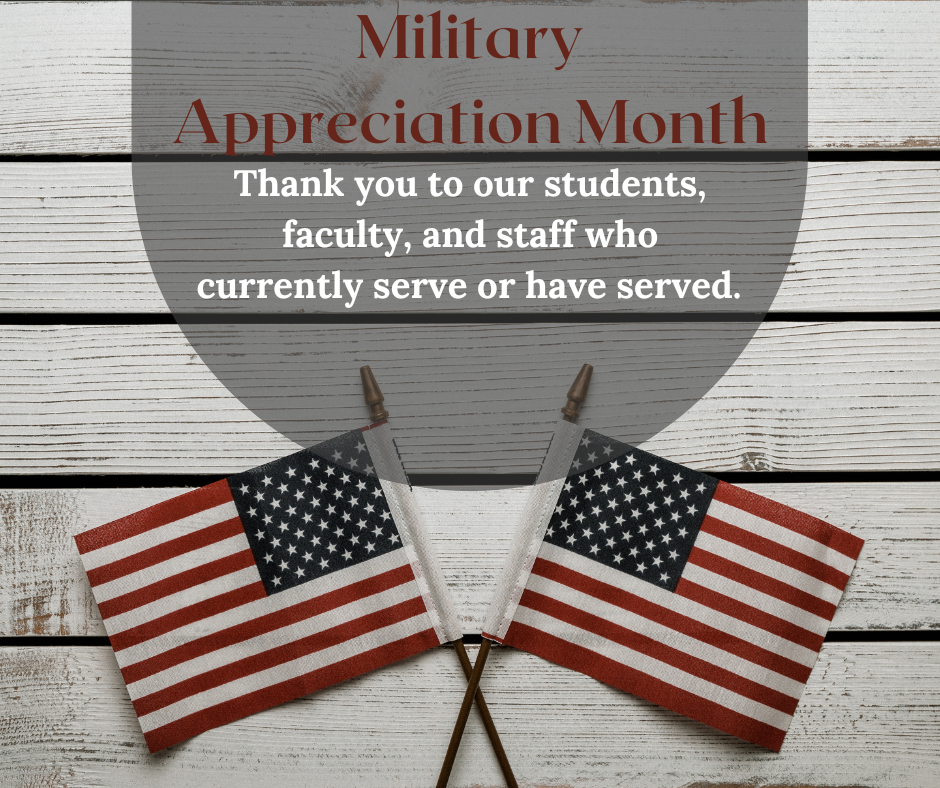 Military
Appreciation Month
Thank you to our students,
faculty, and staff who
currently serve or have served.